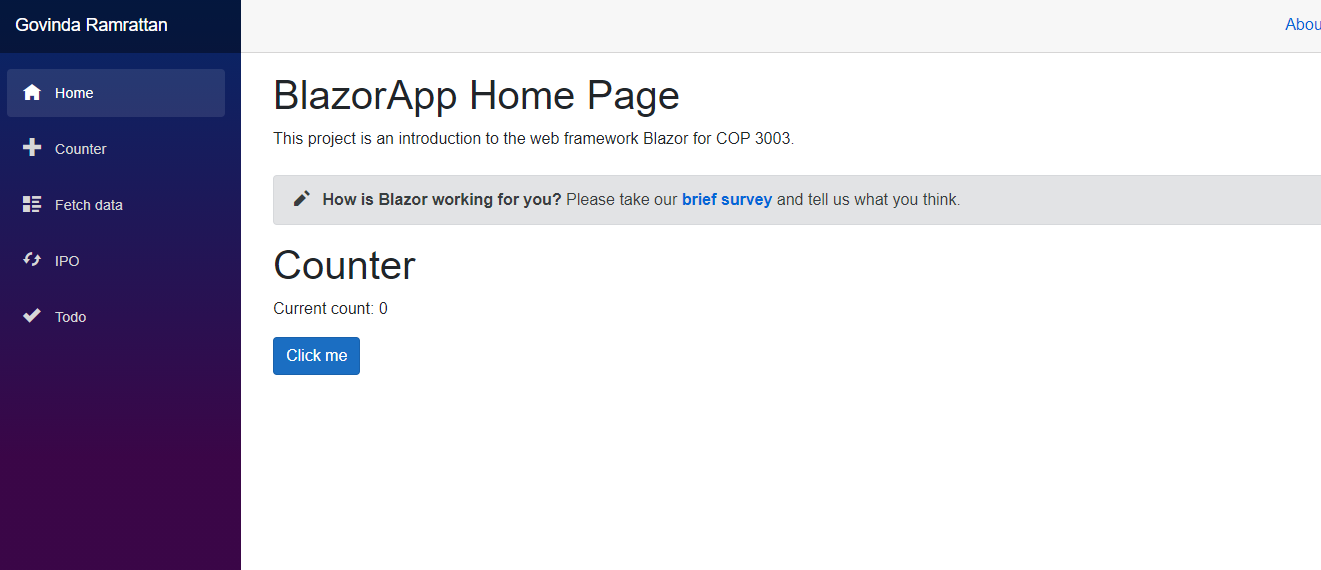 Govinda Ramrattan
Abou
Home
Counter
Fetch data
IPO
Todo
BlazorApp Home Page
This project is an introduction to the web framework Blazor for COP 3003.
How is Blazor working for you? Please take our brief survey and tell us what you think.
Counter
Current count: 0
Click me